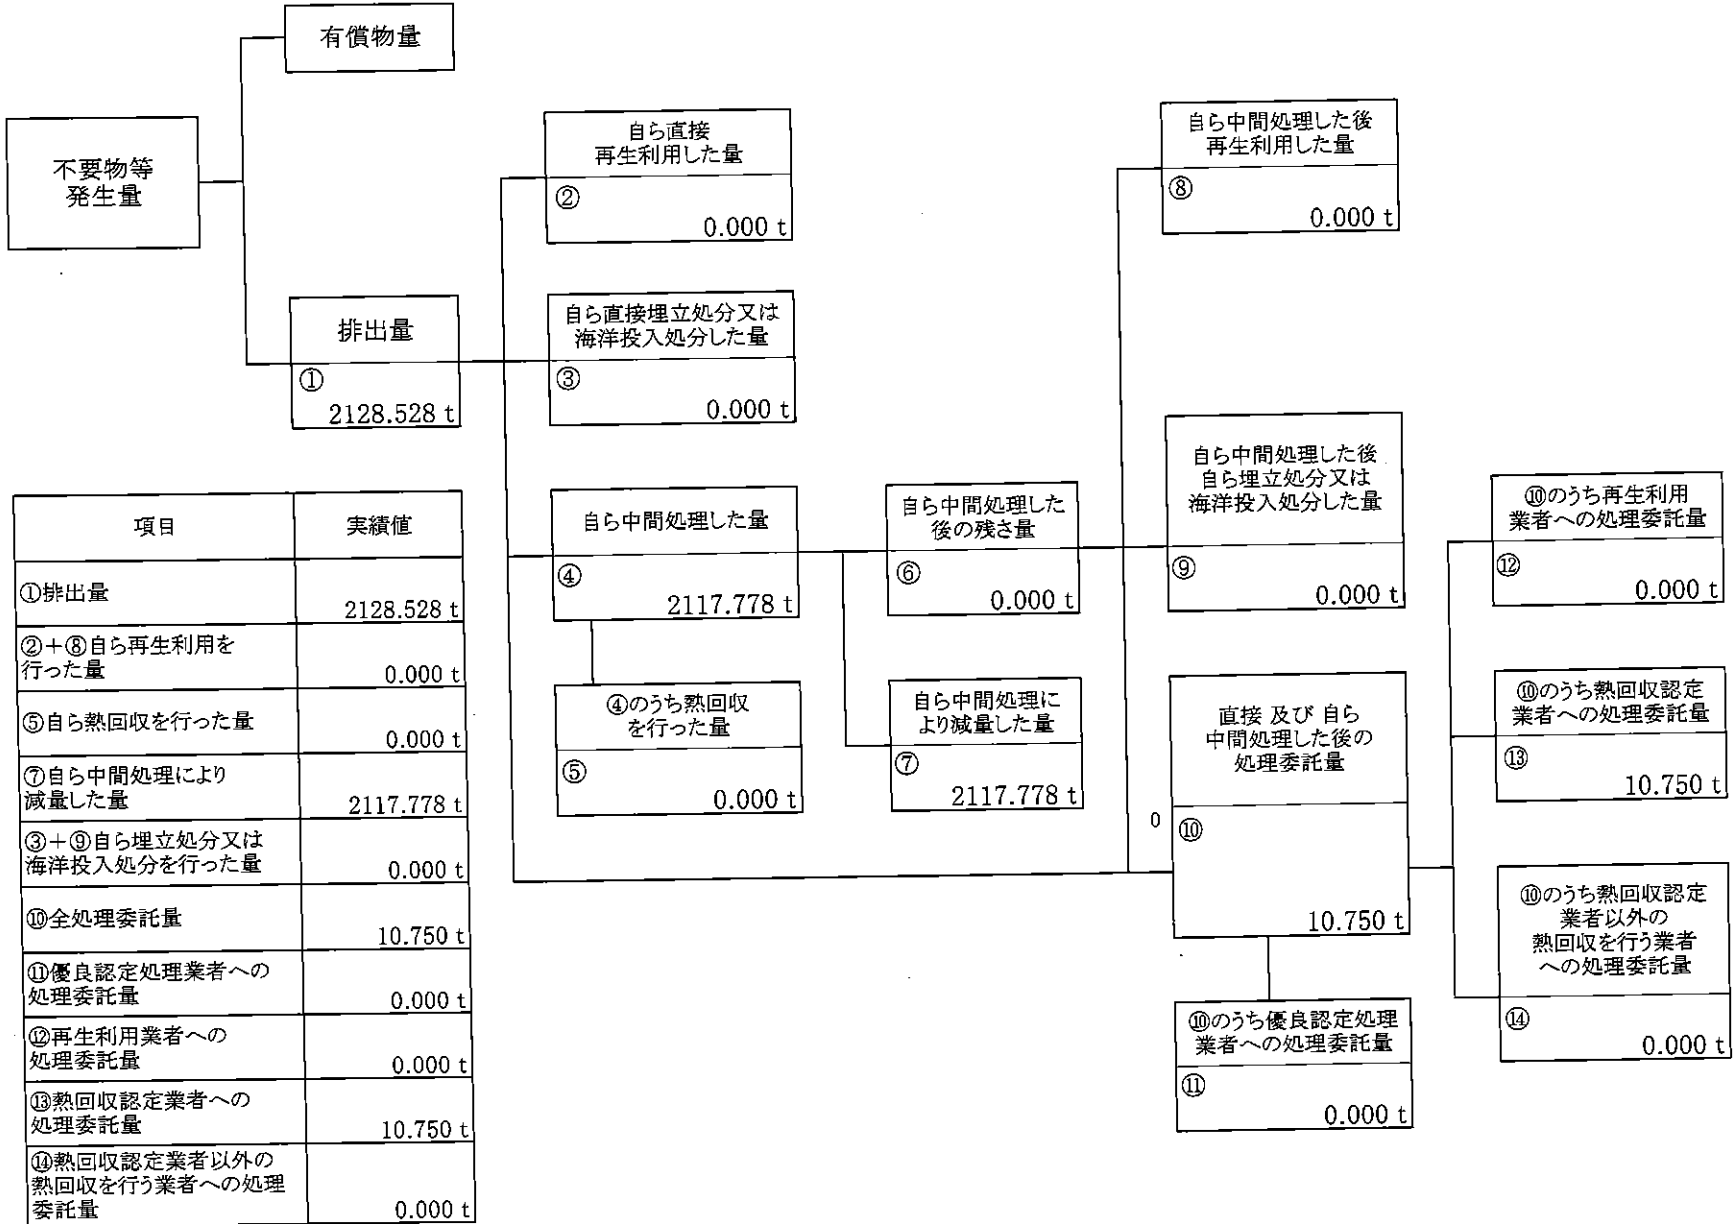 有償物量
不要物等
発生量
排出量
①
2128.528 t
自ら直接
再生利用した量
②
0.000 t
自ら直接埋立処分又は
海洋投入処分した量
③
0.000 t
自ら中間処理した量
④
2117.778 t
④のうち熱回収
を行った量
⑤
0.000 t
自ら中間処理した
後の残さ量
⑥
0.000 t
自ら中間処理に
より減量した量
⑦
2117.778 t
自ら中間処理した後
再生利用した量
⑧
0.000 t
自ら中間処理した後
自ら埋立処分又は
海洋投入処分した量
⑨
0.000 t
直接 及び 自ら
中間処理した後の
処理委託量
0
⑩
10.750 t
⑩のうち優良認定処理
業者への処理委託量
⑪
0.000 t
⑩のうち再生利用
業者への処理委託量
⑫
0.000 t
⑩のうち熱回収認定
業者への処理委託量
⑬
10.750 t
⑩のうち熱回収認定
業者以外の
熱回収を行う業者
への処理委託量
⑭
0.000 t
項目 実績値
①排出量 2128.528 t
②+⑧自ら再生利用を
行った量 0.000 t
⑤自ら熱回収を行った量 0.000 t
⑦自ら中間処理により
減量した量 2117.778 t
③+⑨自ら埋立処分又は
海洋投入処分を行った量 0.000 t
⑩全処理委託量 10.750 t
⑪優良認定処理業者への
処理委託量 0.000 t
⑫再生利用業者への
処理委託量 0.000 t
⑬熱回収認定業者への
処理委託量 10.750 t
⑭熱回収認定業者以外の
熱回収を行う業者への処理
委託量 0.000 t